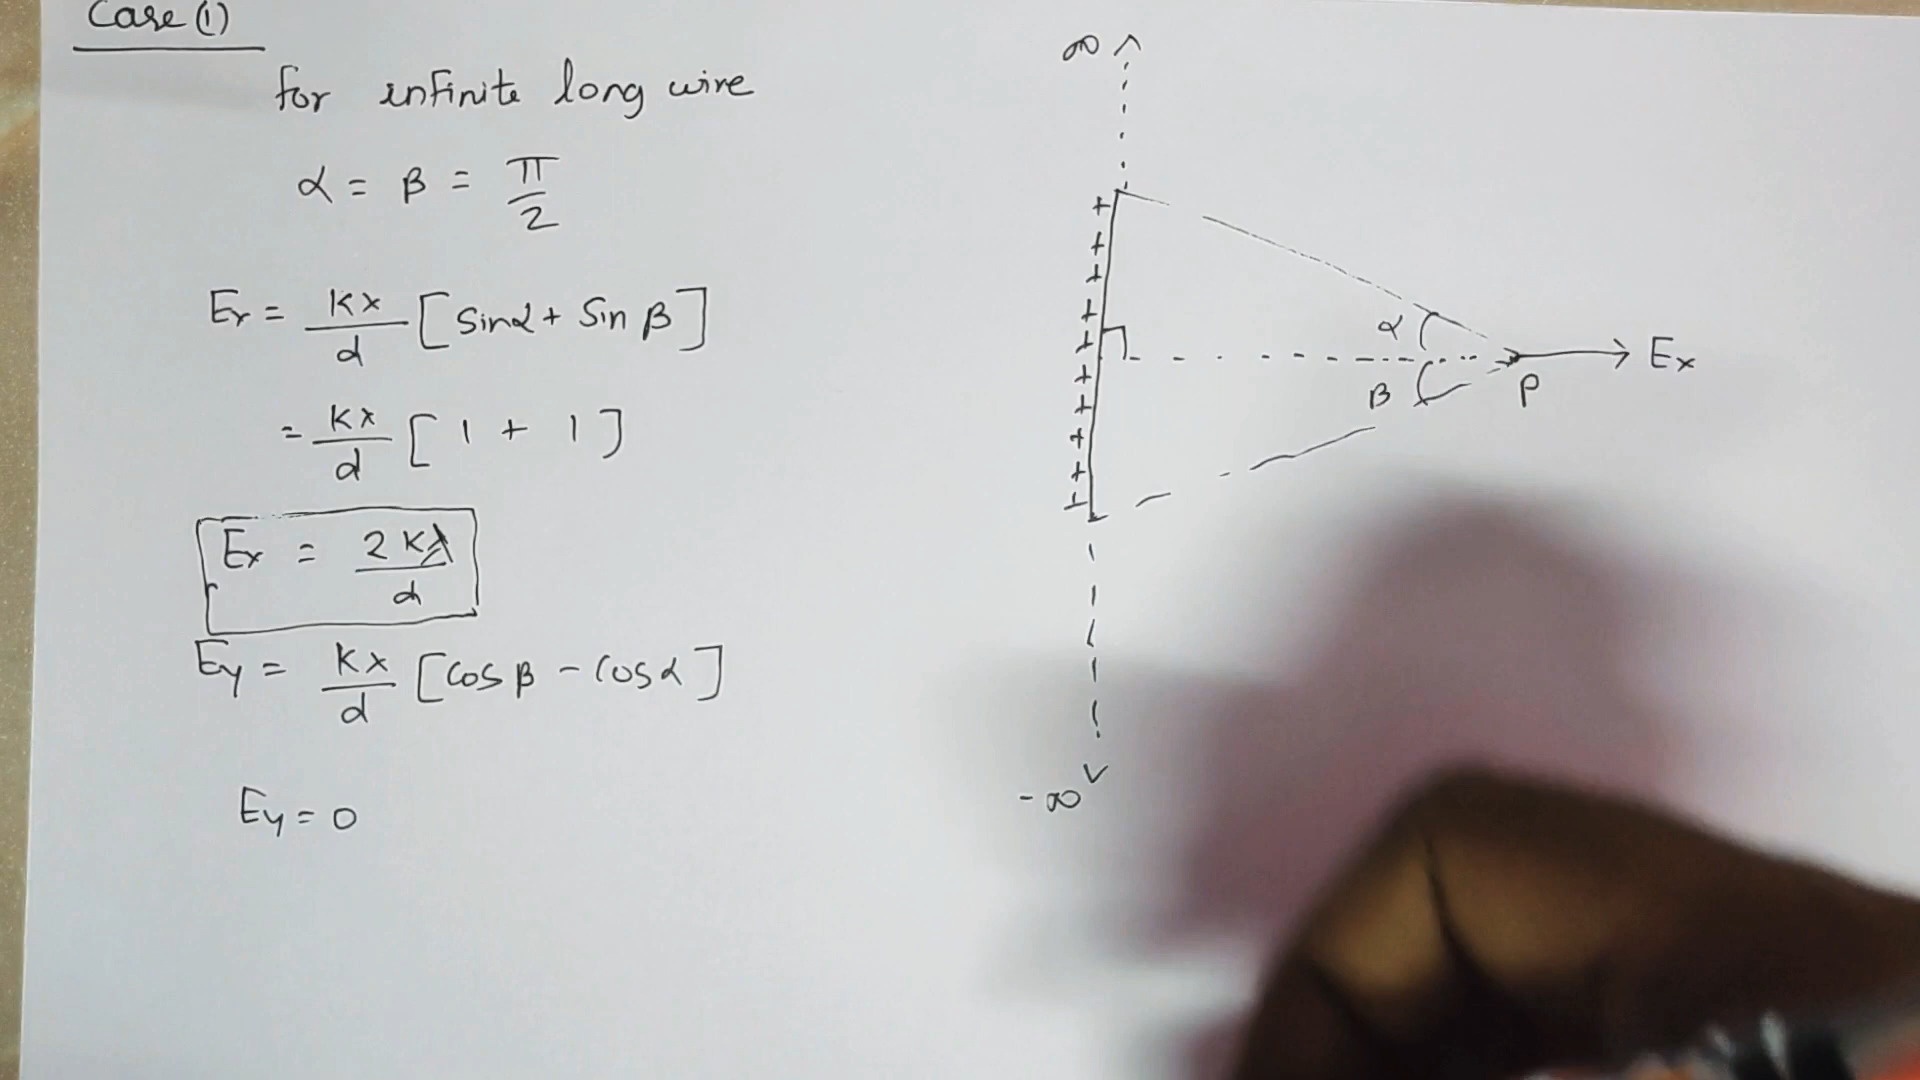 Case (1)
for infinite long wire
α = β = π/2
Ex = Kλ/d [Sinα + Sin β]
= Kλ/d [1 + 1]
Ex = 2Kλ/d
Ey = Kλ/d [Cos β - Cos α]
Ey = 0
∞
+
+
+
+
+
+
+
+
+
+
α
β
P
Ex
-∞